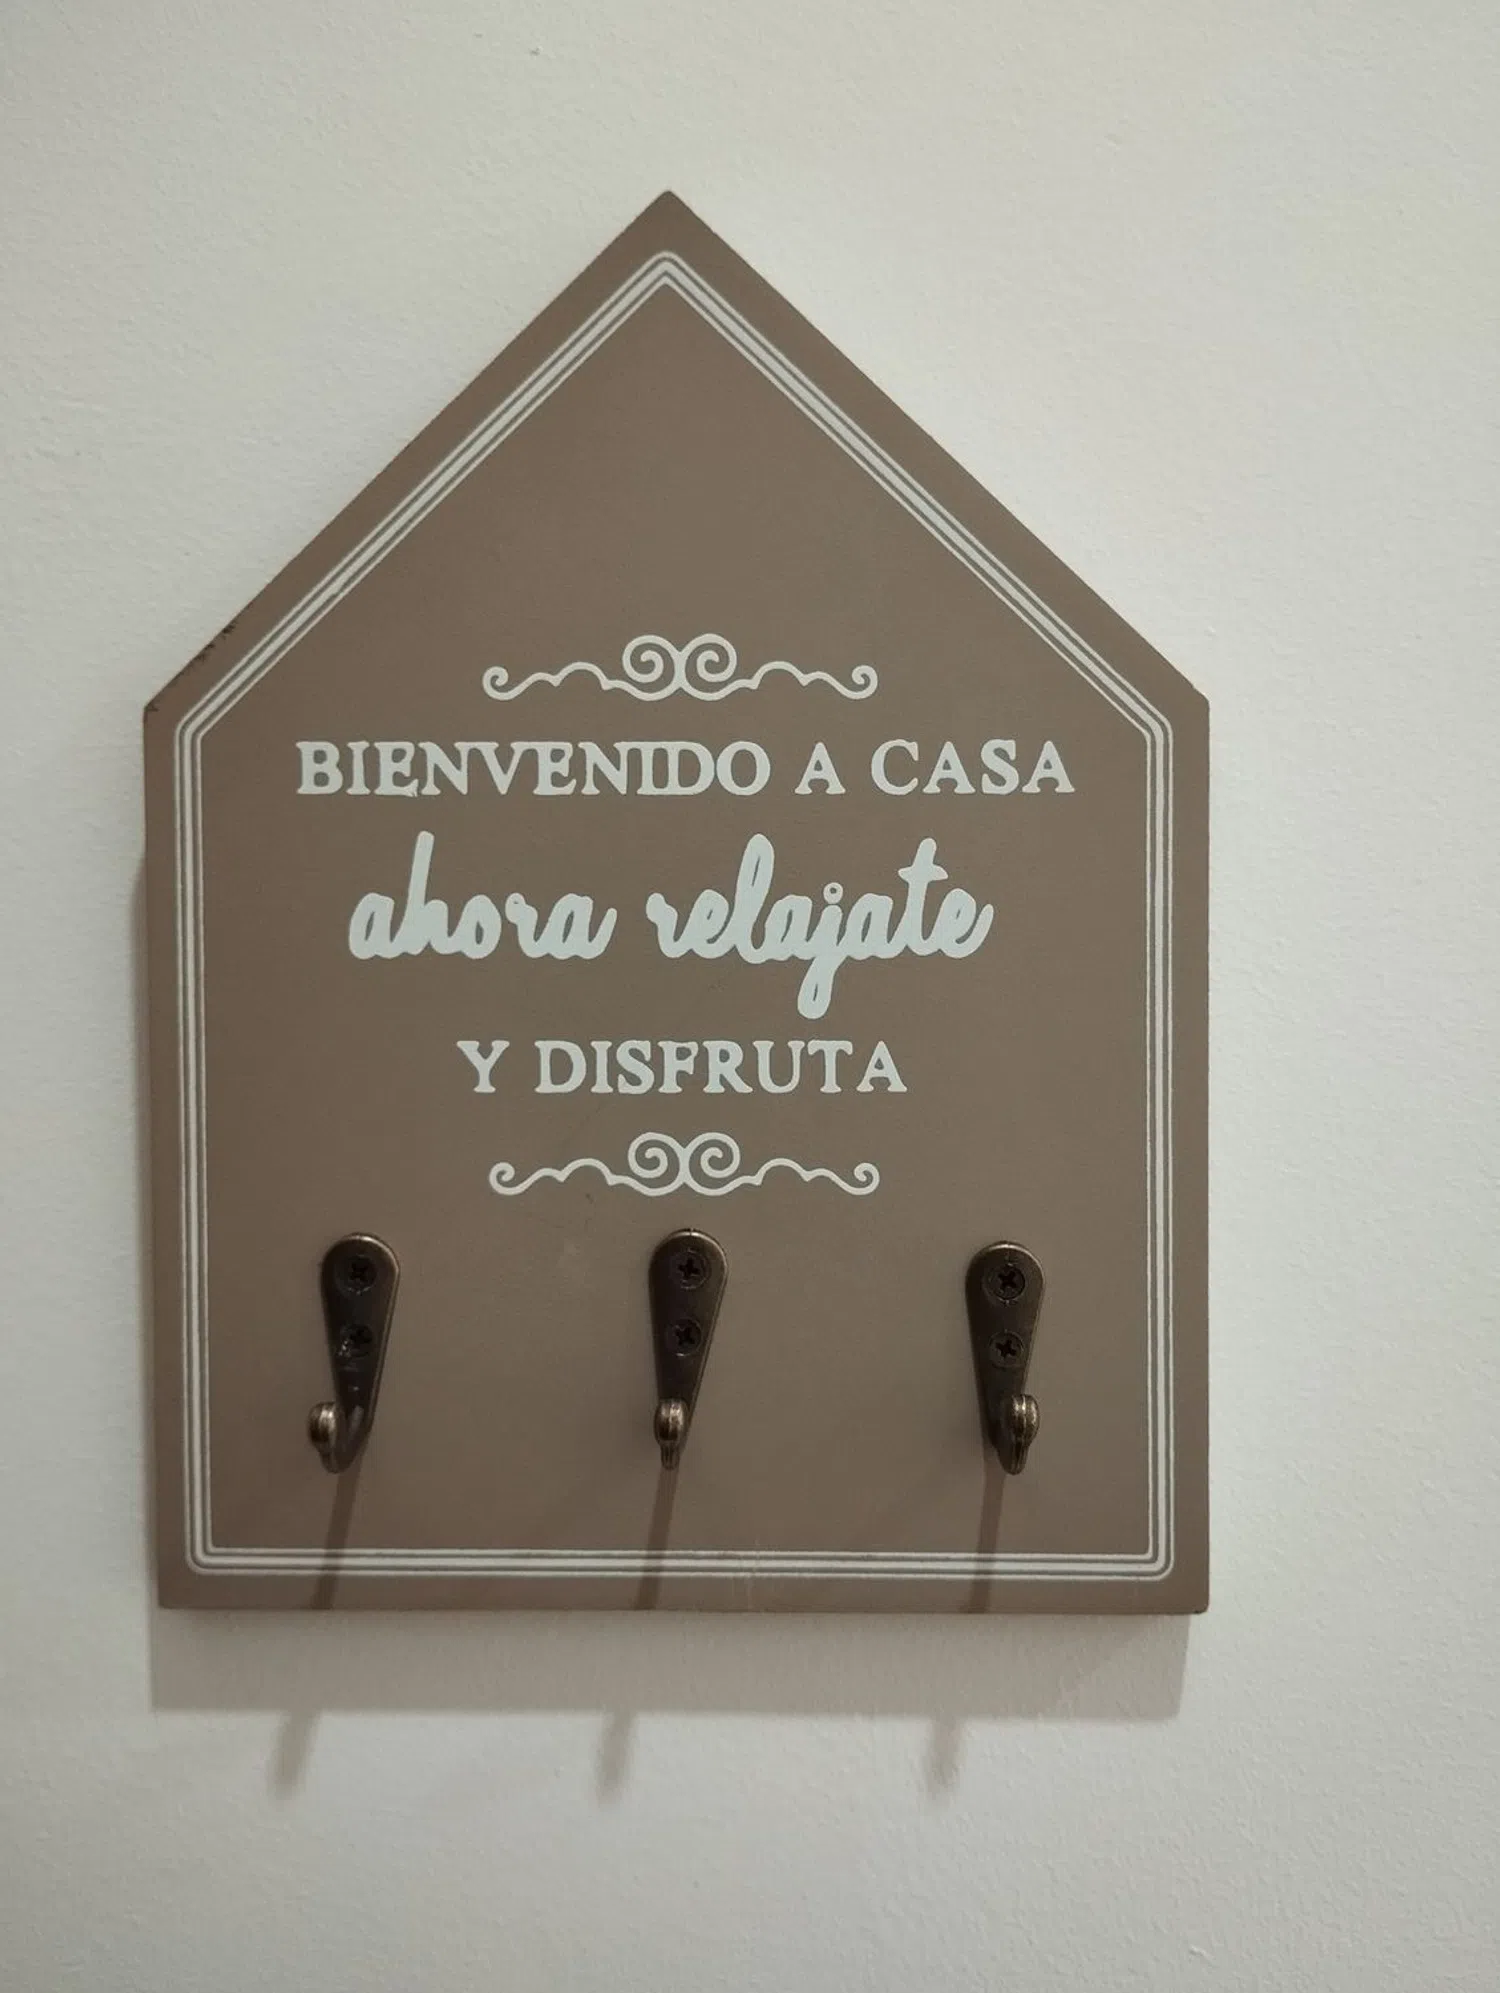 BIENVENIDO A CASA
ahora relajate
Y DISFRUTA